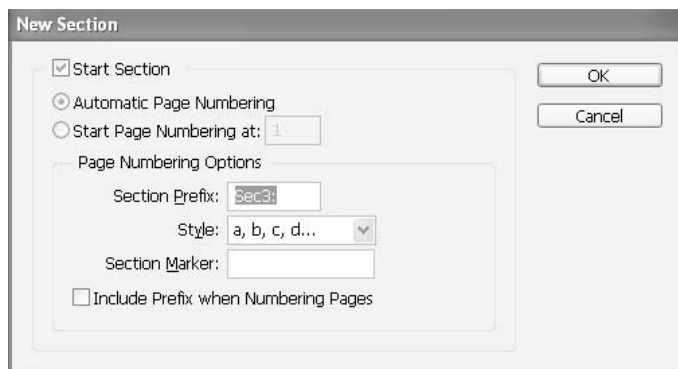 New Section
Start Section
OK
Automatic Page Numbering
Cancel
Start Page Numbering at: 1
Page Numbering Options
Section Prefix: Sec3:
Style: a, b, c, d...
Section Marker:
Include Prefix when Numbering Pages